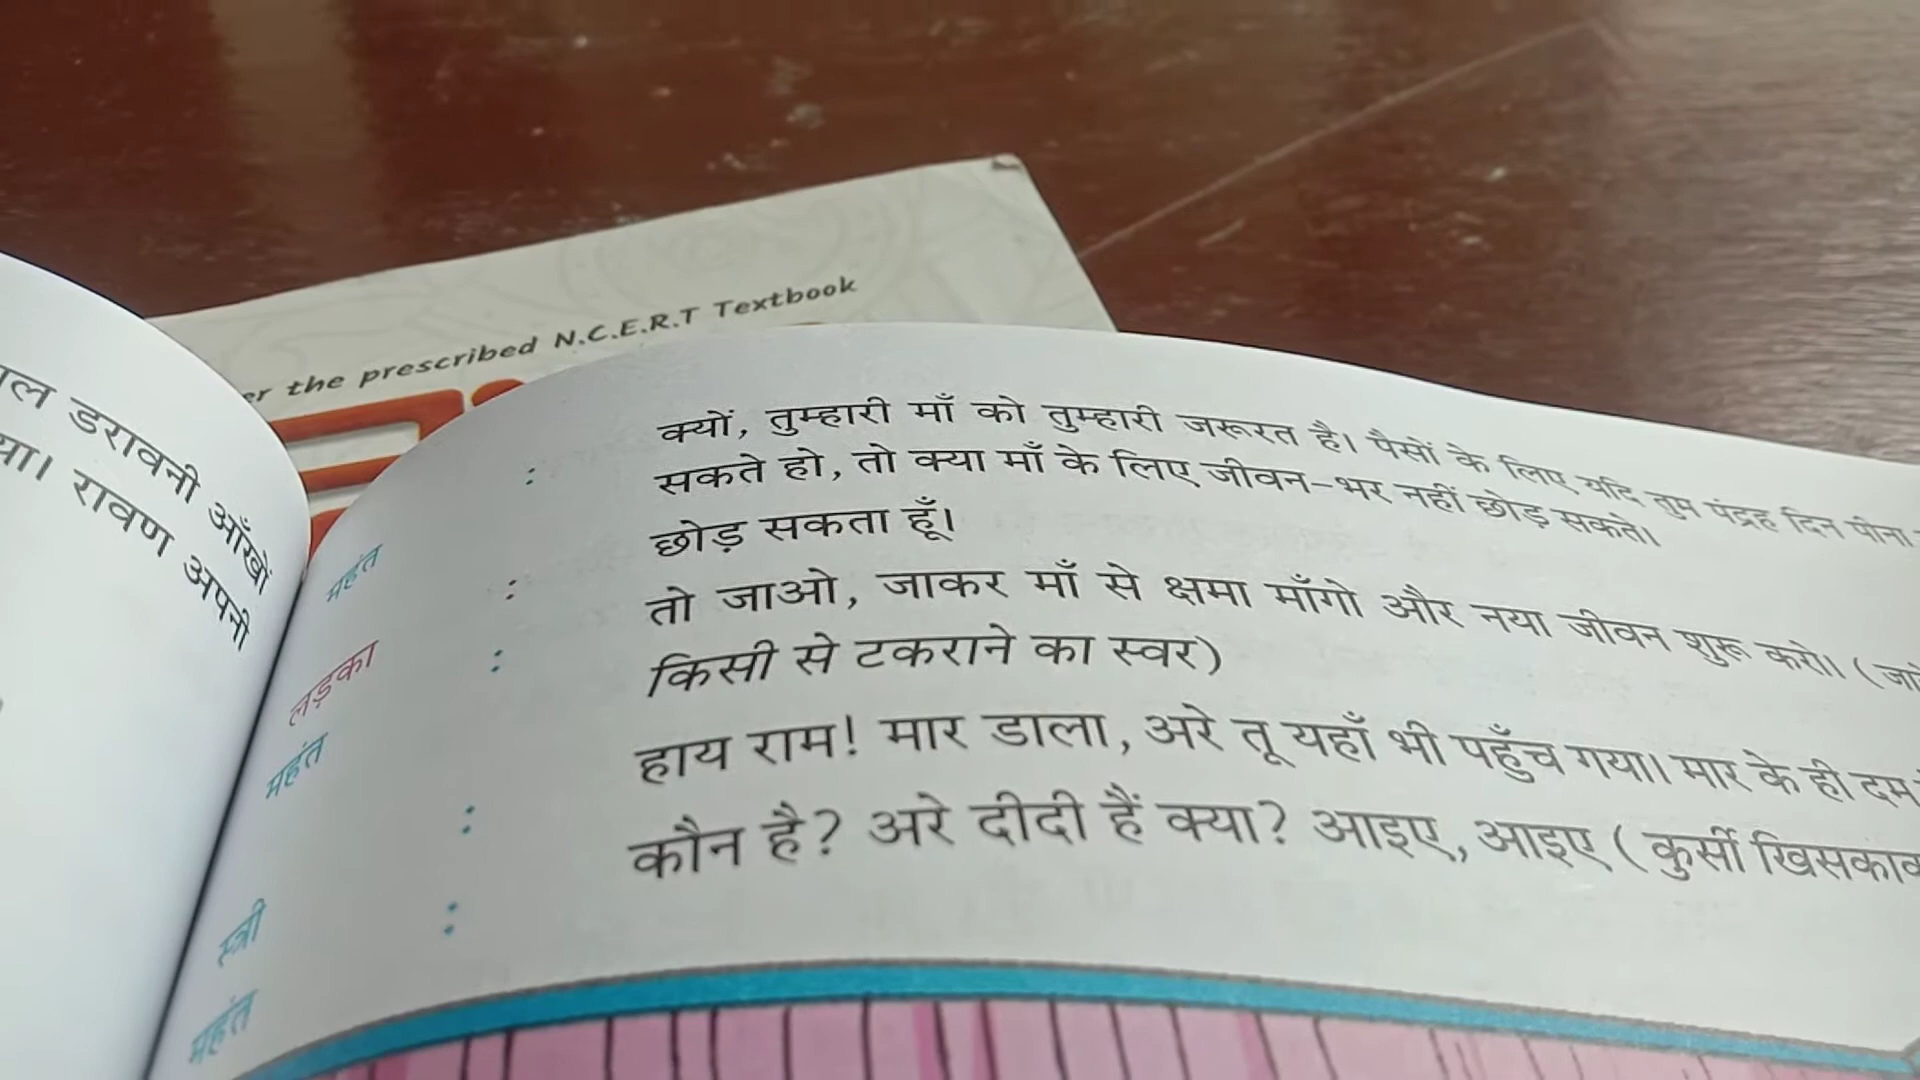 er the prescribed N.C.E.R.T Textbook
डरावनी आँखों
था। रावण अपनी
महंत : क्यों, तुम्हारी माँ को तुम्हारी जरूरत है। पैसों के लिए यदि तुम पंद्रह दिन पीना
सकते हो, तो क्या माँ के लिए जीवन-भर नहीं छोड़ सकते।
लड़का : छोड़ सकता हूँ।
महंत : तो जाओ, जाकर माँ से क्षमा माँगो और नया जीवन शुरू करो। (
किसी से टकराने का स्वर)
स्त्री : हाय राम! मार डाला, अरे तू यहाँ भी पहुँच गया। मार के ही दम
महंत : कौन है? अरे दीदी हैं क्या? आइए, आइए (कुर्सी